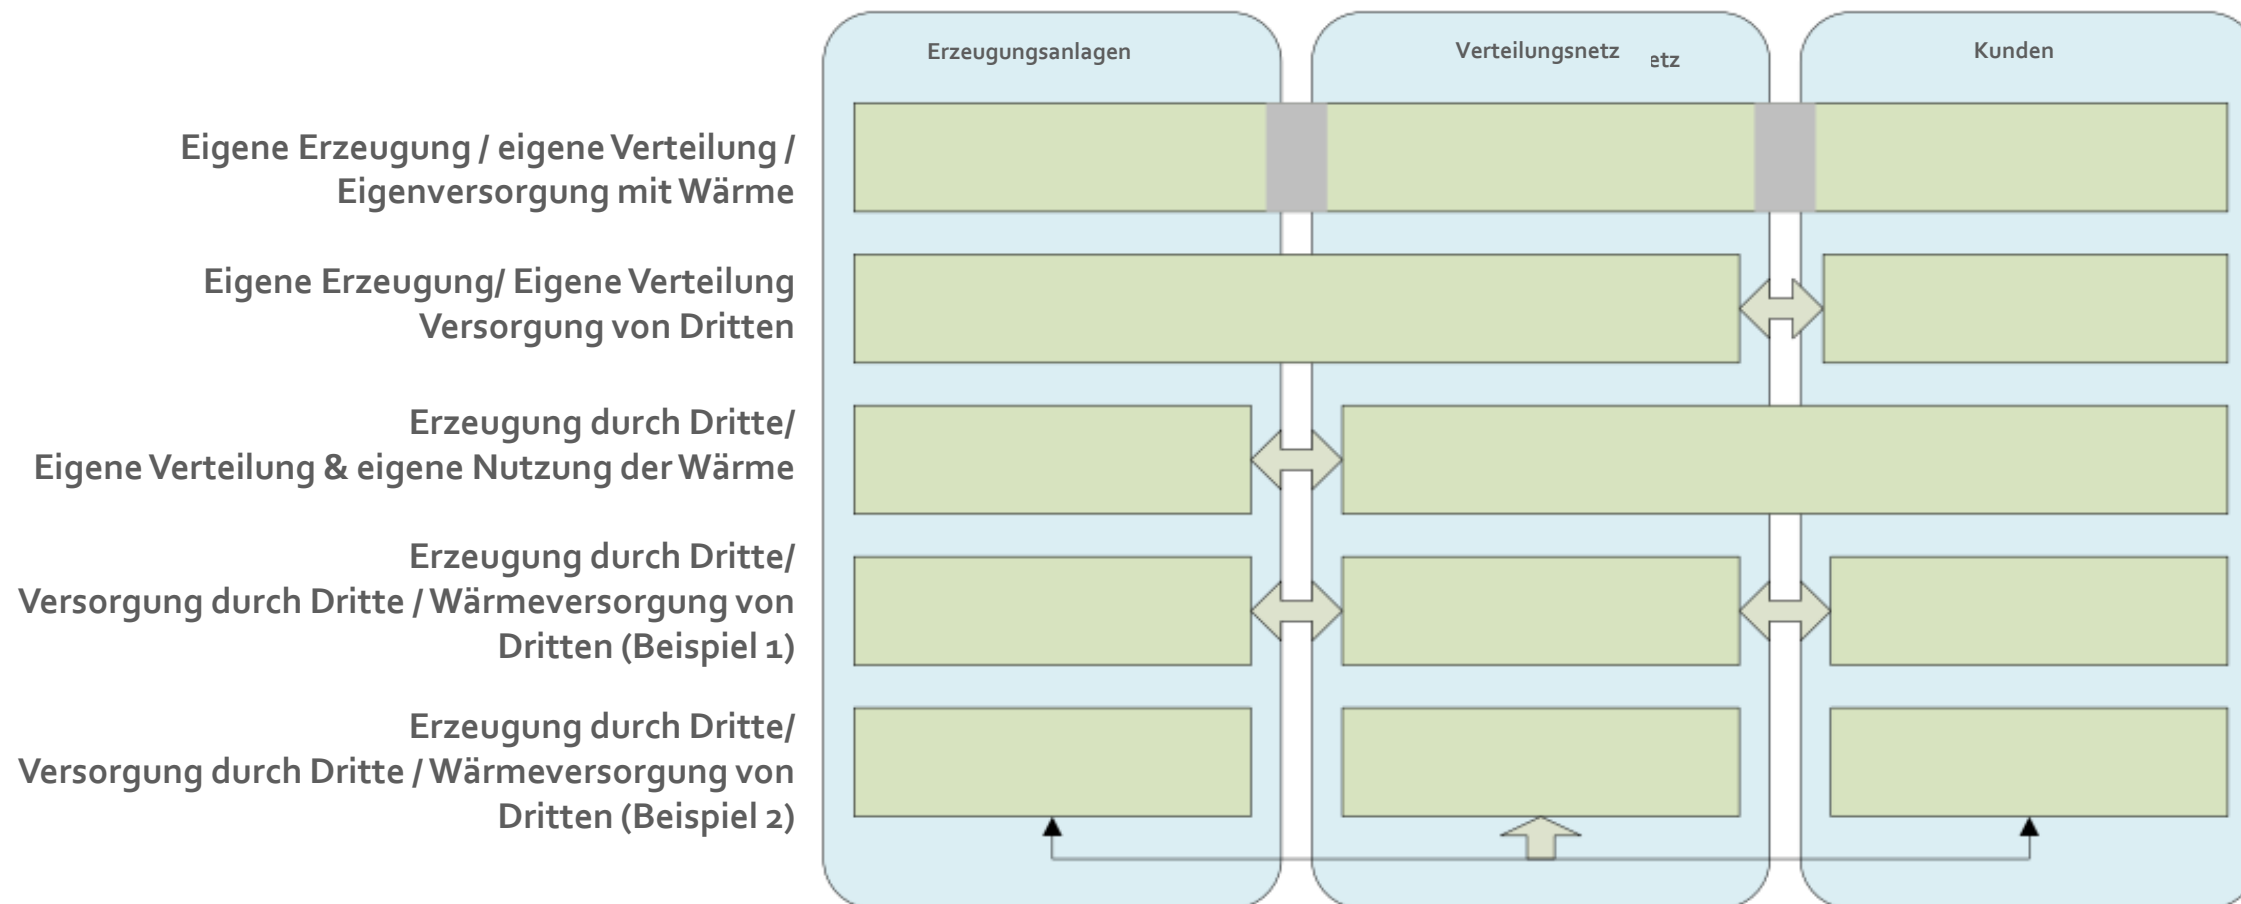 Erzeugungsanlagen
Verteilungsnetz
etz
Kunden
Eigene Erzeugung / eigene Verteilung /
Eigenversorgung mit Wärme
Eigene Erzeugung/ Eigene Verteilung
Versorgung von Dritten
Erzeugung durch Dritte/
Eigene Verteilung & eigene Nutzung der Wärme
Erzeugung durch Dritte/
Versorgung durch Dritte / Wärmeversorgung von
Dritten (Beispiel 1)
Erzeugung durch Dritte/
Versorgung durch Dritte / Wärmeversorgung von
Dritten (Beispiel 2)